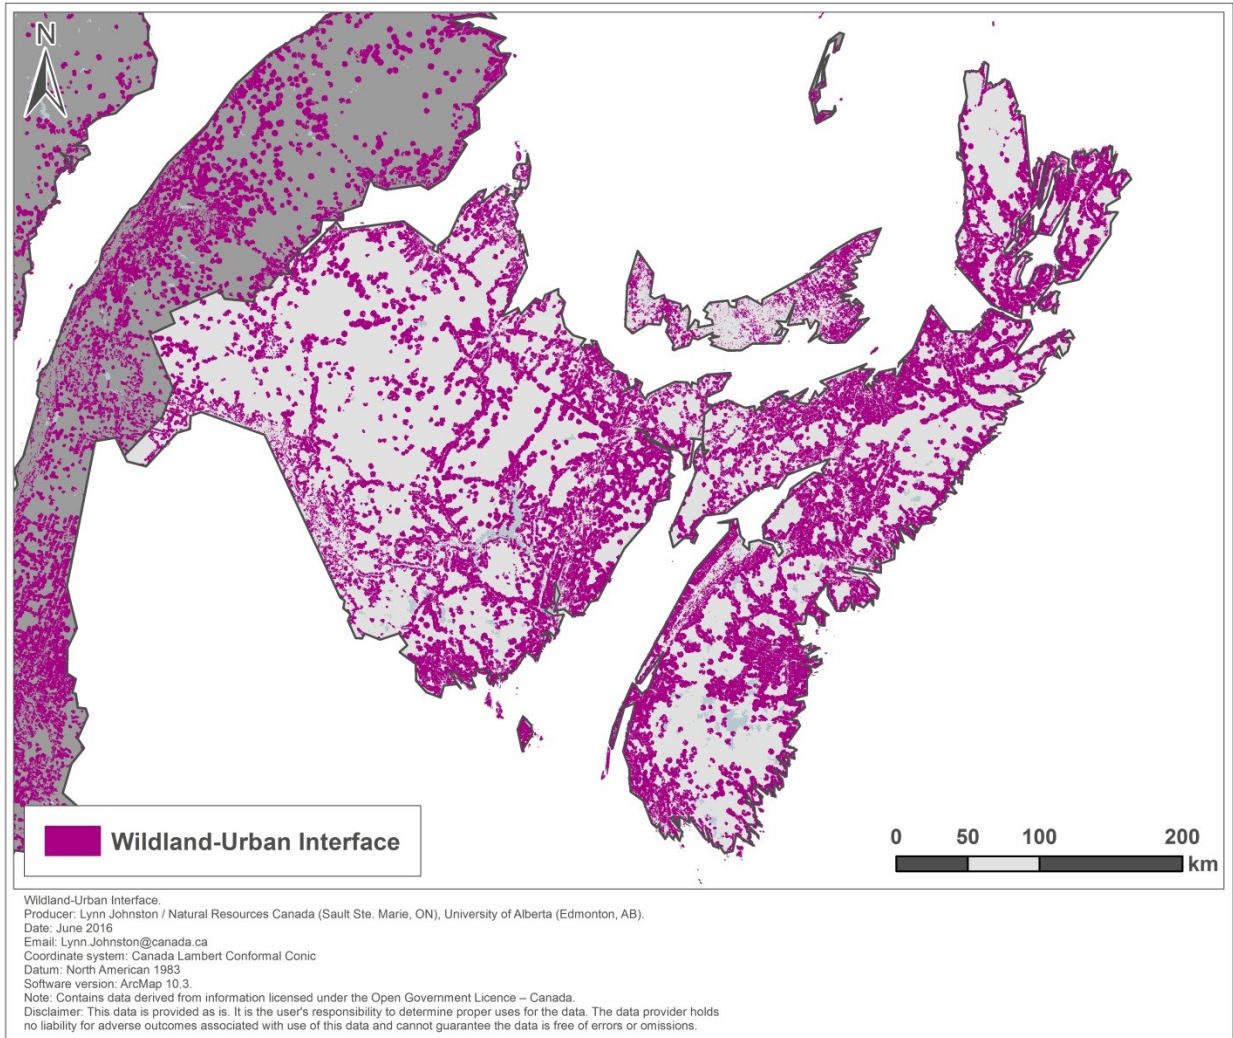 N
Wildland-Urban Interface
0 50 100 200
km
Wildland-Urban Interface.
Producer: Lynn Johnston / Natural Resources Canada (Sault Ste. Marie, ON), University of Alberta (Edmonton, AB).
Date: June 2016
Email: Lynn.Johnston@canada.ca
Coordinate system: Canada Lambert Conformal Conic
Datum: North American 1983
Software version: ArcMap 10.3.
Note: Contains data derived from information licensed under the Open Government Licence – Canada.
Disclaimer: This data is provided as is. It is the user's responsibility to determine proper uses for the data. The data provider holds
no liability for adverse outcomes associated with use of this data and cannot guarantee the data is free of errors or omissions.